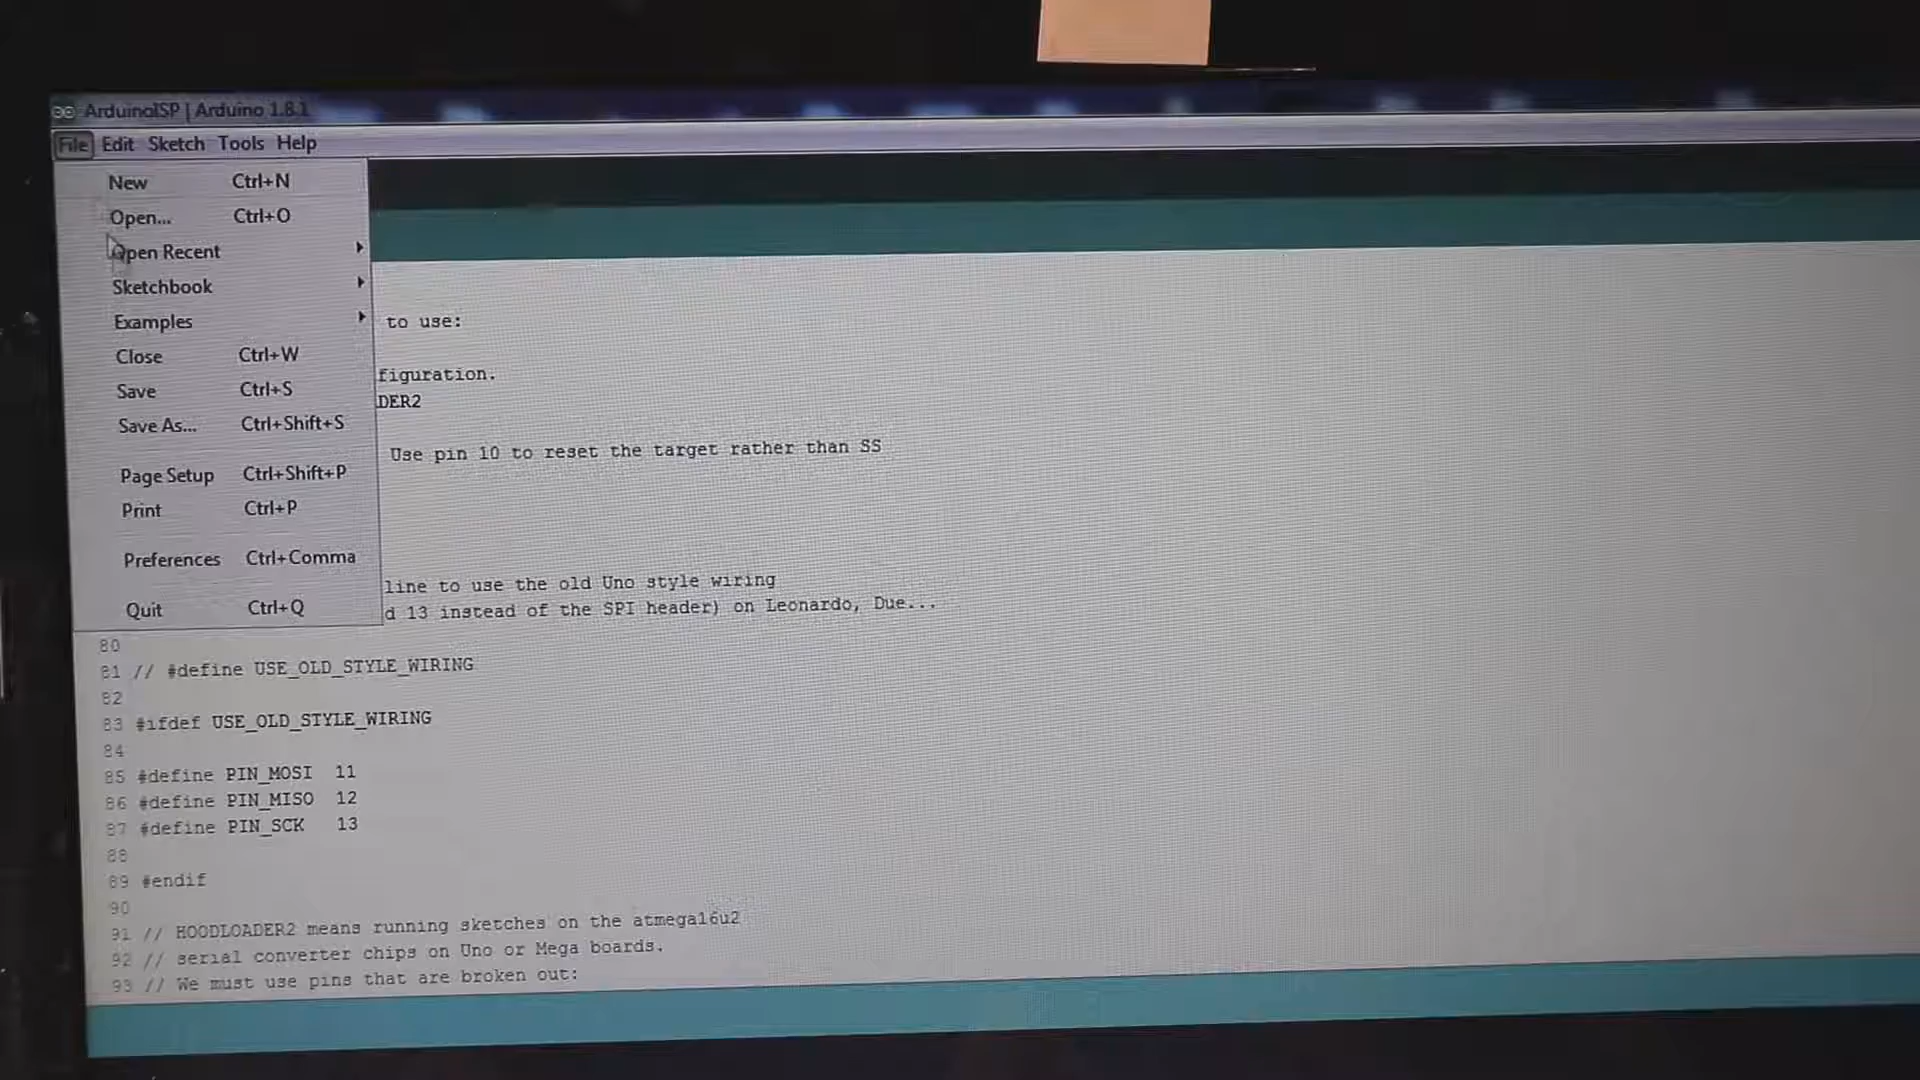 ArduinoISP | Arduino 1.8.1
File Edit Sketch Tools Help
New Ctrl+N
Open... Ctrl+O
Open Recent
Sketchbook
Examples
Close Ctrl+W
Save Ctrl+S
Save As... Ctrl+Shift+S
Page Setup Ctrl+Shift+P
Print Ctrl+P
Preferences Ctrl+Comma
Quit Ctrl+Q
to use:
figuration.
DER2
Use pin 10 to reset the target rather than SS
line to use the old Uno style wiring
d 13 instead of the SPI header) on Leonardo, Due...
80
81 // #define USE_OLD_STYLE_WIRING
82
83 #ifdef USE_OLD_STYLE_WIRING
84
85 #define PIN_MOSI 11
86 #define PIN_MISO 12
87 #define PIN_SCK 13
88
89 #endif
90
91 // HOODLOADER2 means running sketches on the atmega16u2
92 // serial converter chips on Uno or Mega boards.
93 // We must use pins that are broken out: